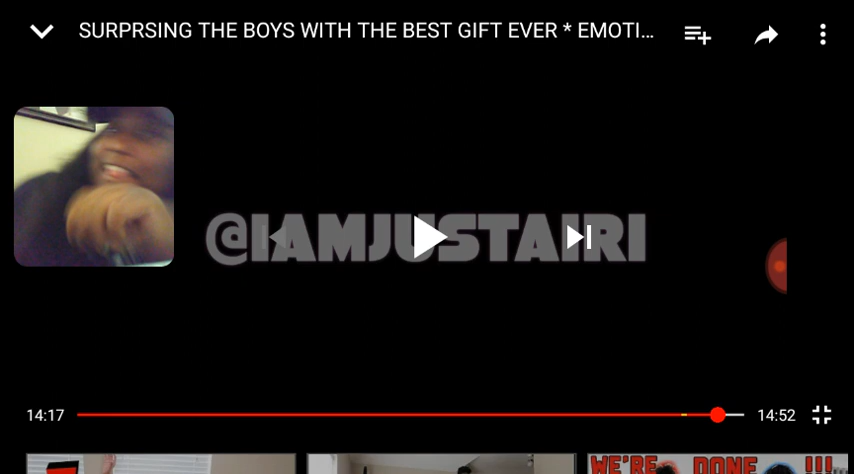 SURPRSING THE BOYS WITH THE BEST GIFT EVER * EMOTI...
@IAMJUSTAIRI
14:17
14:52
WE'RE DONE !!!